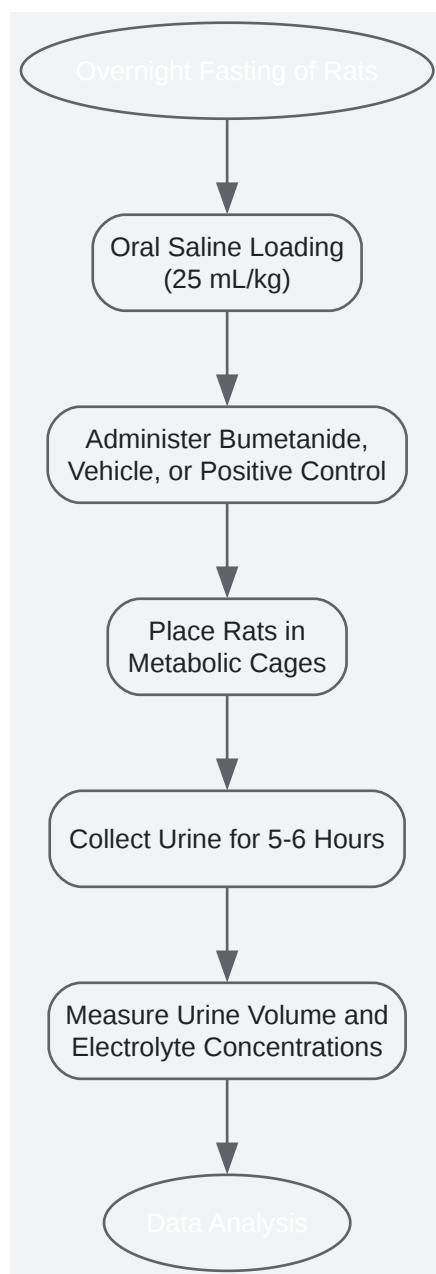 Overnight Fasting of Rats
Oral Saline Loading
(25 mL/kg)
Administer Bumetanide,
Vehicle, or Positive Control
Place Rats in
Metabolic Cages
Collect Urine for 5-6 Hours
Measure Urine Volume and
Electrolyte Concentrations
Data Analysis